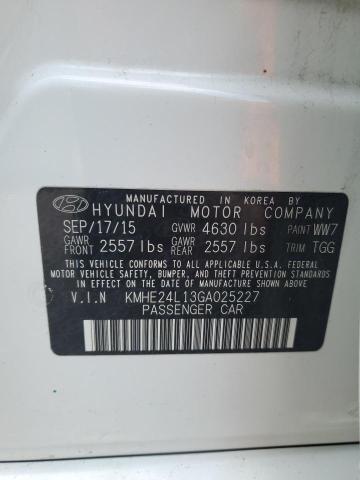 MANUFACTURED IN KOREA BY
HYUNDAI MOTOR COMPANY
SEP/17/15 GVWR 4630 lbs PAINT WW7
GAWR FRONT 2557 lbs GAWR REAR 2557 lbs TRIM TGG
THIS VEHICLE CONFORMS TO ALL APPLICABLE U.S. FEDERAL
MOTOR VEHICLE SAFETY, BUMPER, AND THEFT PREVENTION
STANDARDS IN EFFECT ON THE DATE OF MANUFACTURE SHOWN ABOVE.
V.I.N KMHE24L13GA025227
PASSENGER CAR